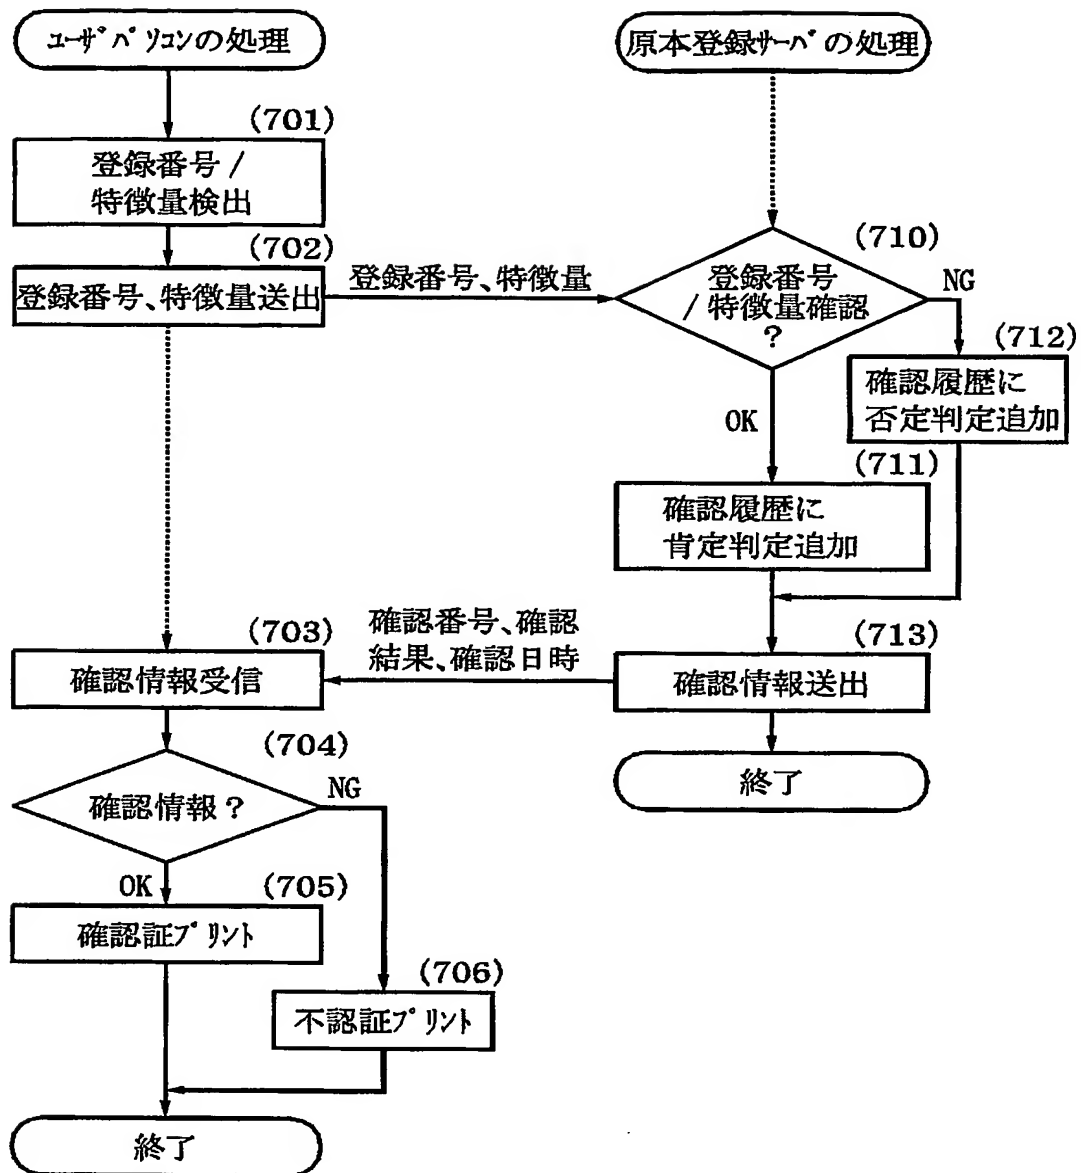 ユーザパソコンの処理
原本登録サーバの処理
(701)
登録番号/
特徴量検出
(702)
登録番号、特徴量送出
登録番号、特徴量
(710)
登録番号
/特徴量確認
?
NG
(712)
確認履歴に
否定判定追加
OK
(711)
確認履歴に
肯定判定追加
確認番号、確認
結果、確認日時
(703)
確認情報受信
(713)
確認情報送出
終了
(704)
確認情報?
NG
OK
(705)
確認証プリント
(706)
不認証プリント
終了